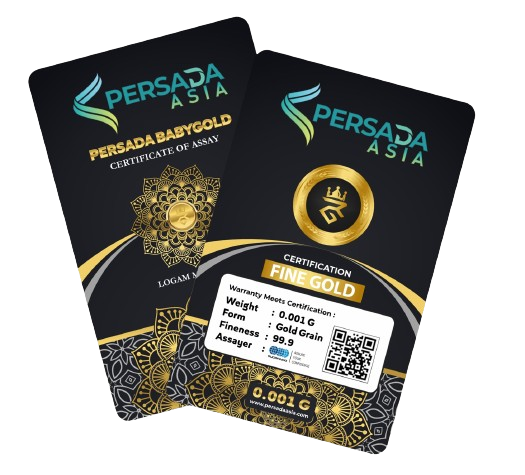 PERSADA
ASIA
PERSADA BABYGOLD
CERTIFICATE OF ASSAY
LOGAM M
PERSADA
ASIA
CERTIFICATION
FINE GOLD
Warranty Meets Certification :
Weight : 0.001 G
Form : Gold Grain
Fineness : 99.9
Assayer :
0.001 G
www.persadaasia.com